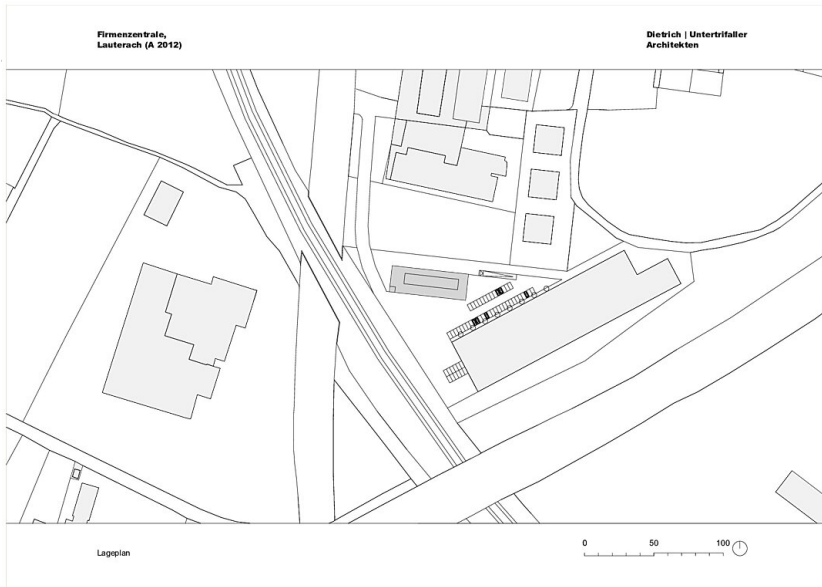 Firmenzentrale,
Lauterach (A 2012)
Dietrich | Untertrifaller
Architekten
Lageplan
0 50 100